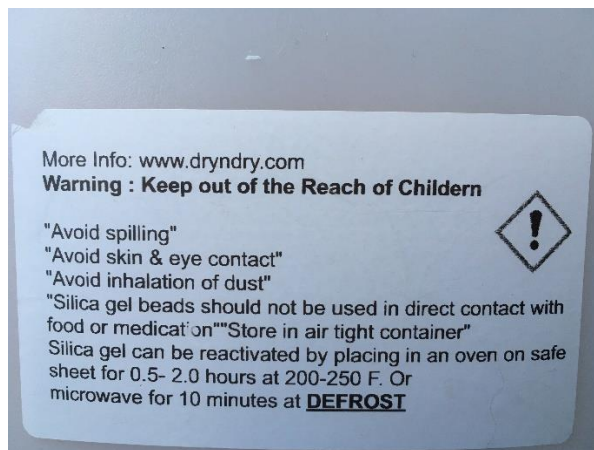 More Info: www.dryndry.com
Warning : Keep out of the Reach of Childern
"Avoid spilling"
"Avoid skin & eye contact"
"Avoid inhalation of dust"
"Silica gel beads should not be used in direct contact with
food or medication""Store in air tight container"
Silica gel can be reactivated by placing in an oven on safe
sheet for 0.5- 2.0 hours at 200-250 F. Or
microwave for 10 minutes at DEFROST